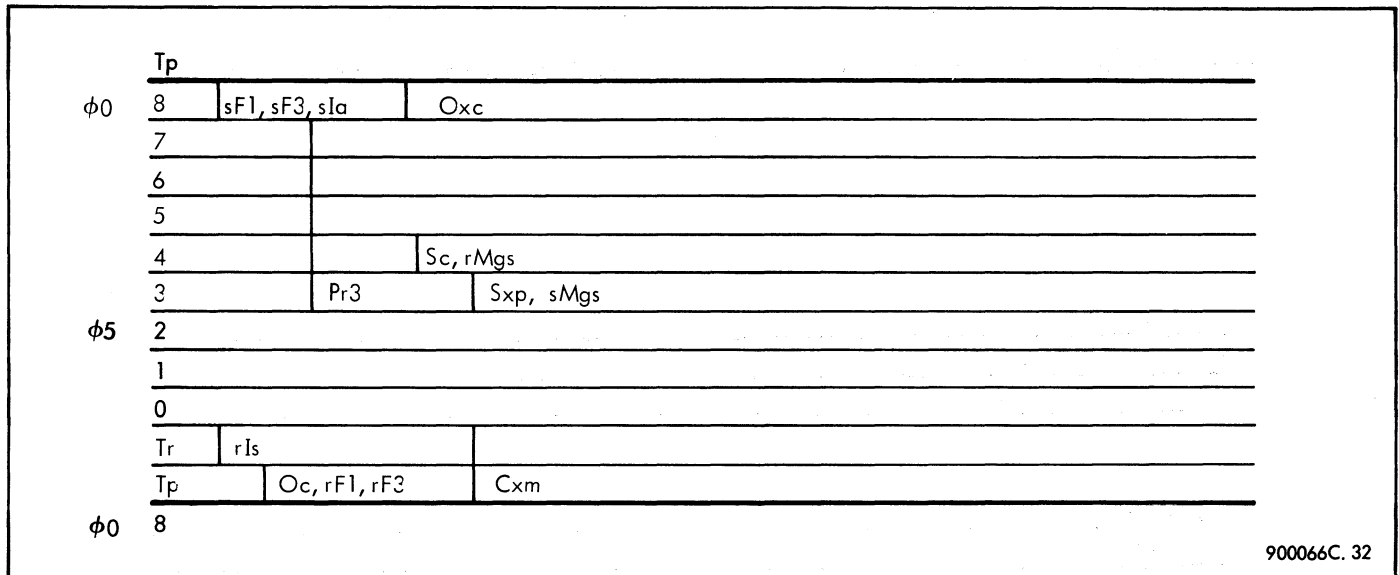 Tp
ϕ0 8 sF1, sF3, sIa Oxc
7
6
5
4 Sc, rMgs
3 Pr3 Sxp, sMgs
ϕ5 2
1
0
Tr rIs
Tp Oc, rF1, rF3 Cxm
ϕ0 8
900066C. 32